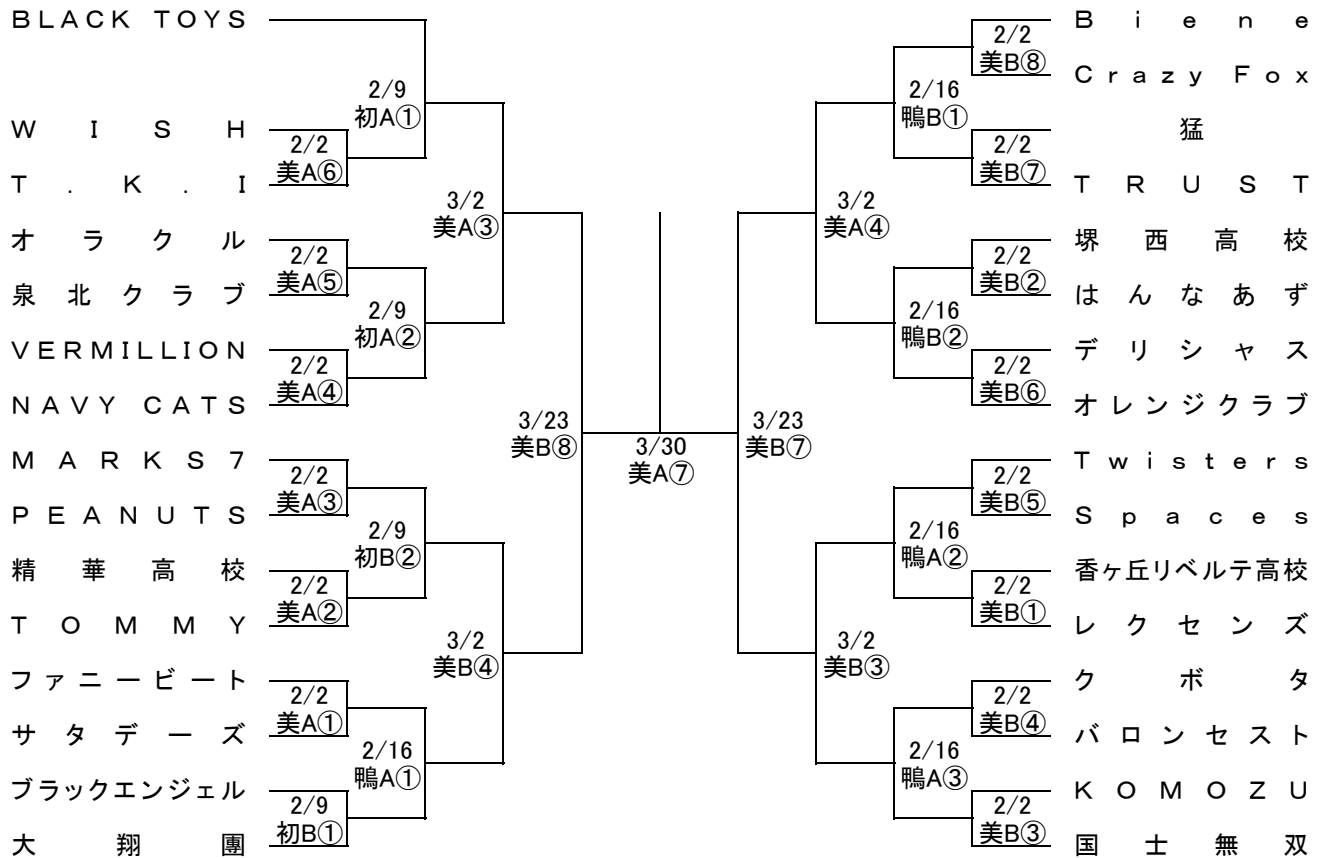 BLACK TOYS
WISH
T.K.I
オラクル
泉北クラブ
VERMILLION
NAVY CATS
MARKS7
PEANUTS
精華高校
TOMMY
ファニービート
サタデーズ
ブラックエンジェル
大翔團
2/2
美A⑥
2/2
美A⑤
2/2
美A④
2/2
美A③
2/2
美A②
2/2
美A①
2/9
初B①
2/9
初A①
2/9
初A②
2/9
初B②
2/16
鴨A①
3/2
美A③
3/2
美B④
3/23
美B⑧
3/30
美A⑦
3/23
美B⑦
3/2
美A④
3/2
美B③
2/16
鴨B①
2/16
鴨B②
2/16
鴨A②
2/16
鴨A③
2/2
美B⑧
2/2
美B⑦
2/2
美B②
2/2
美B⑥
2/2
美B⑤
2/2
美B①
2/2
美B④
2/2
美B③
Biene
Crazy Fox
猛
TRUST
堺西高校
はんなあず
デリシャス
オレンジクラブ
Twisters
Spaces
香ヶ丘リベルテ高校
レクセンズ
クボタ
バロンセスト
KOMOZU
国士無双